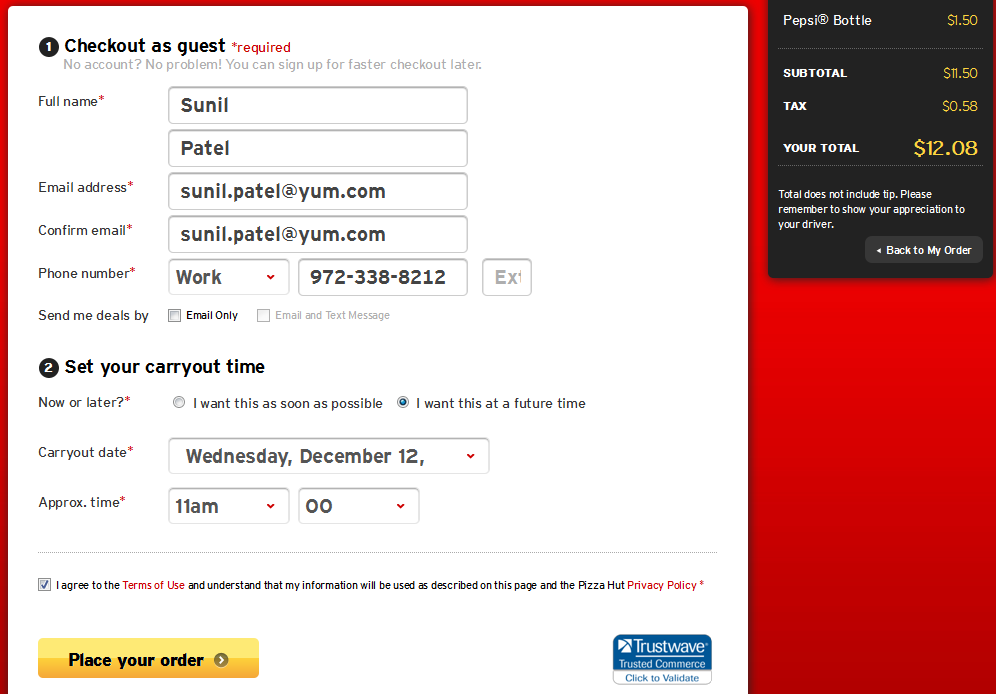 1 Checkout as guest *required
No account? No problem! You can sign up for faster checkout later.
Full name* Sunil
Patel
Email address* sunil.patel@yum.com
Confirm email* sunil.patel@yum.com
Phone number* Work 972-338-8212 Ext
Send me deals by Email Only Email and Text Message
2 Set your carryout time
Now or later?* I want this as soon as possible I want this at a future time
Carryout date* Wednesday, December 12,
Approx. time* 11am 00
I agree to the Terms of Use and understand that my information will be used as described on this page and the Pizza Hut Privacy Policy *
Place your order
Trustwave®
Trusted Commerce
Click to Validate
Pepsi® Bottle $1.50
SUBTOTAL $11.50
TAX $0.58
YOUR TOTAL $12.08
Total does not include tip. Please
remember to show your appreciation to
your driver.
Back to My Order